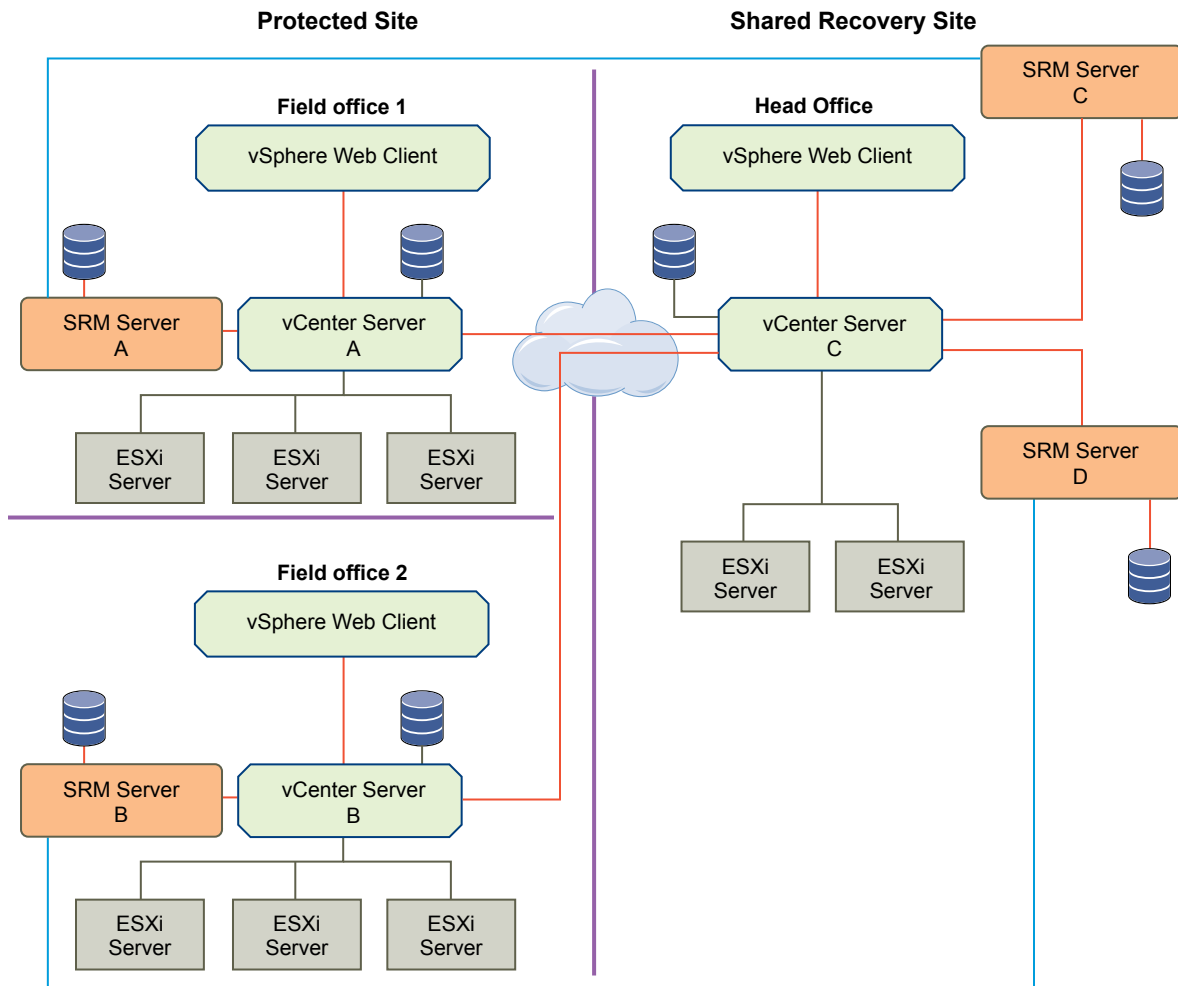 Protected Site
Shared Recovery Site
SRM Server
C
Field office 1
Head Office
vSphere Web Client
vSphere Web Client
SRM Server
A
vCenter Server
A
vCenter Server
C
ESXi
Server
ESXi
Server
ESXi
Server
SRM Server
D
ESXi
Server
ESXi
Server
Field office 2
vSphere Web Client
SRM Server
B
vCenter Server
B
ESXi
Server
ESXi
Server
ESXi
Server